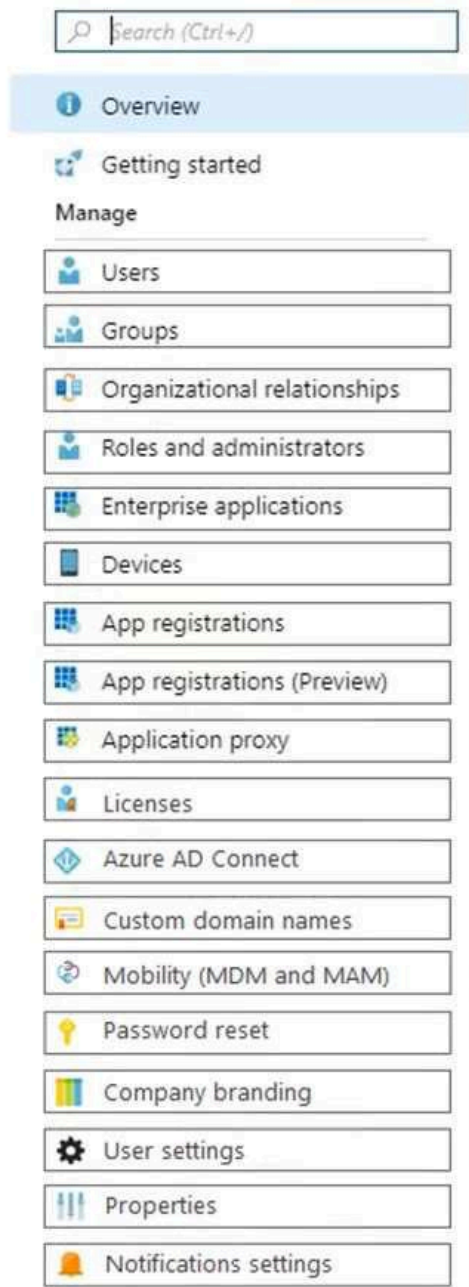 Search (Ctrl+/)
Overview
Getting started
Manage
Users
Groups
Organizational relationships
Roles and administrators
Enterprise applications
Devices
App registrations
App registrations (Preview)
Application proxy
Licenses
Azure AD Connect
Custom domain names
Mobility (MDM and MAM)
Password reset
Company branding
User settings
Properties
Notifications settings